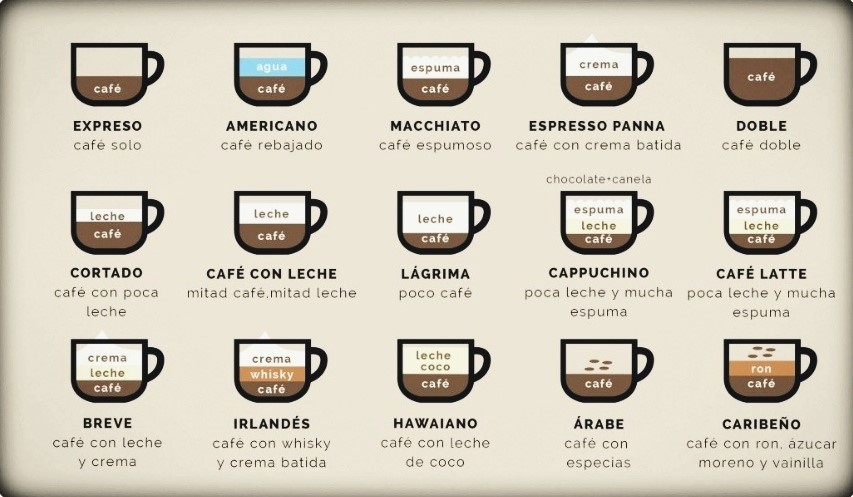 café
EXPRESO
café solo
agua
café
AMERICANO
café rebajado
espuma
café
MACCHIATO
café espumoso
crema
café
ESPRESSO PANNA
café con crema batida
café
DOBLE
café doble
leche
café
CORTADO
café con poca
leche
leche
café
CAFÉ CON LECHE
mitad café,mitad leche
leche
café
LÁGRIMA
poco café
chocolate+canela
espuma
leche
café
CAPPUCHINO
poca leche y mucha
espuma
espuma
leche
café
CAFÉ LATTE
poca leche y mucha
espuma
crema
leche
café
BREVE
café con leche
y crema
crema
whisky
café
IRLANDÉS
café con whisky
y crema batida
leche
coco
café
HAWAIANO
café con leche
de coco
café
ÁRABE
café con
especias
ron
café
CARIBEÑO
café con ron, ázucar
moreno y vainilla